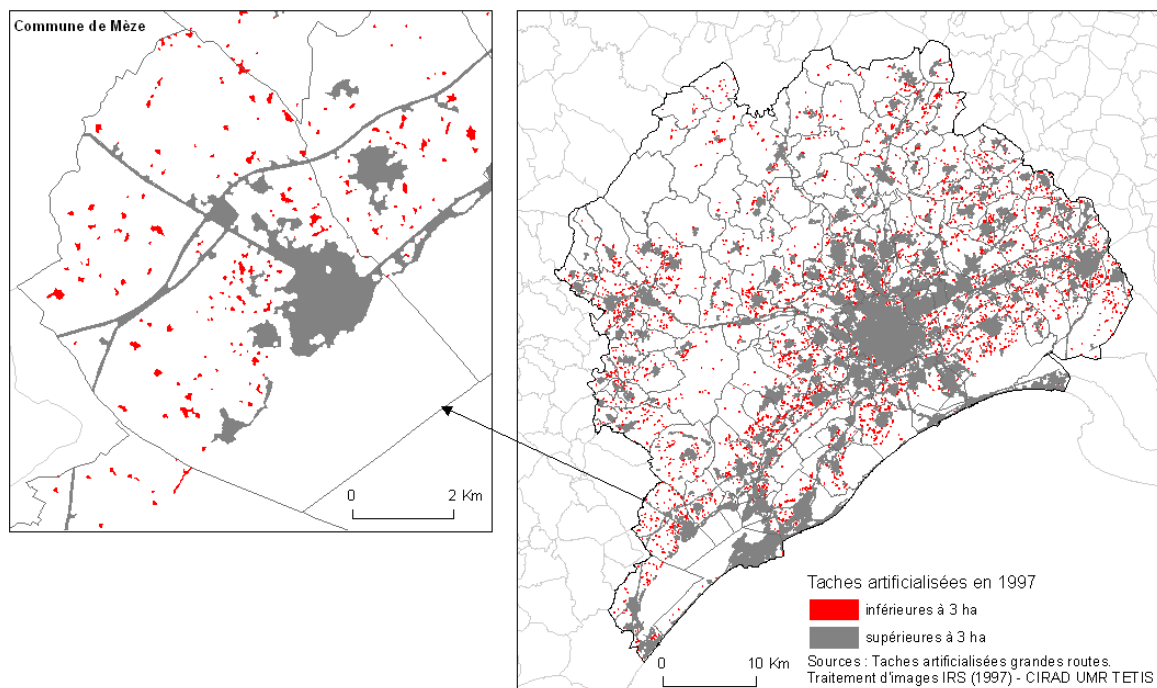 Commune de Mèze
0 2 Km
Taches artificialisées en 1997
inférieures à 3 ha
supérieures à 3 ha
0 10 Km
Sources : Taches artificialisées grandes routes.
Traitement d'images IRS (1997) - CIRAD UMR TETIS